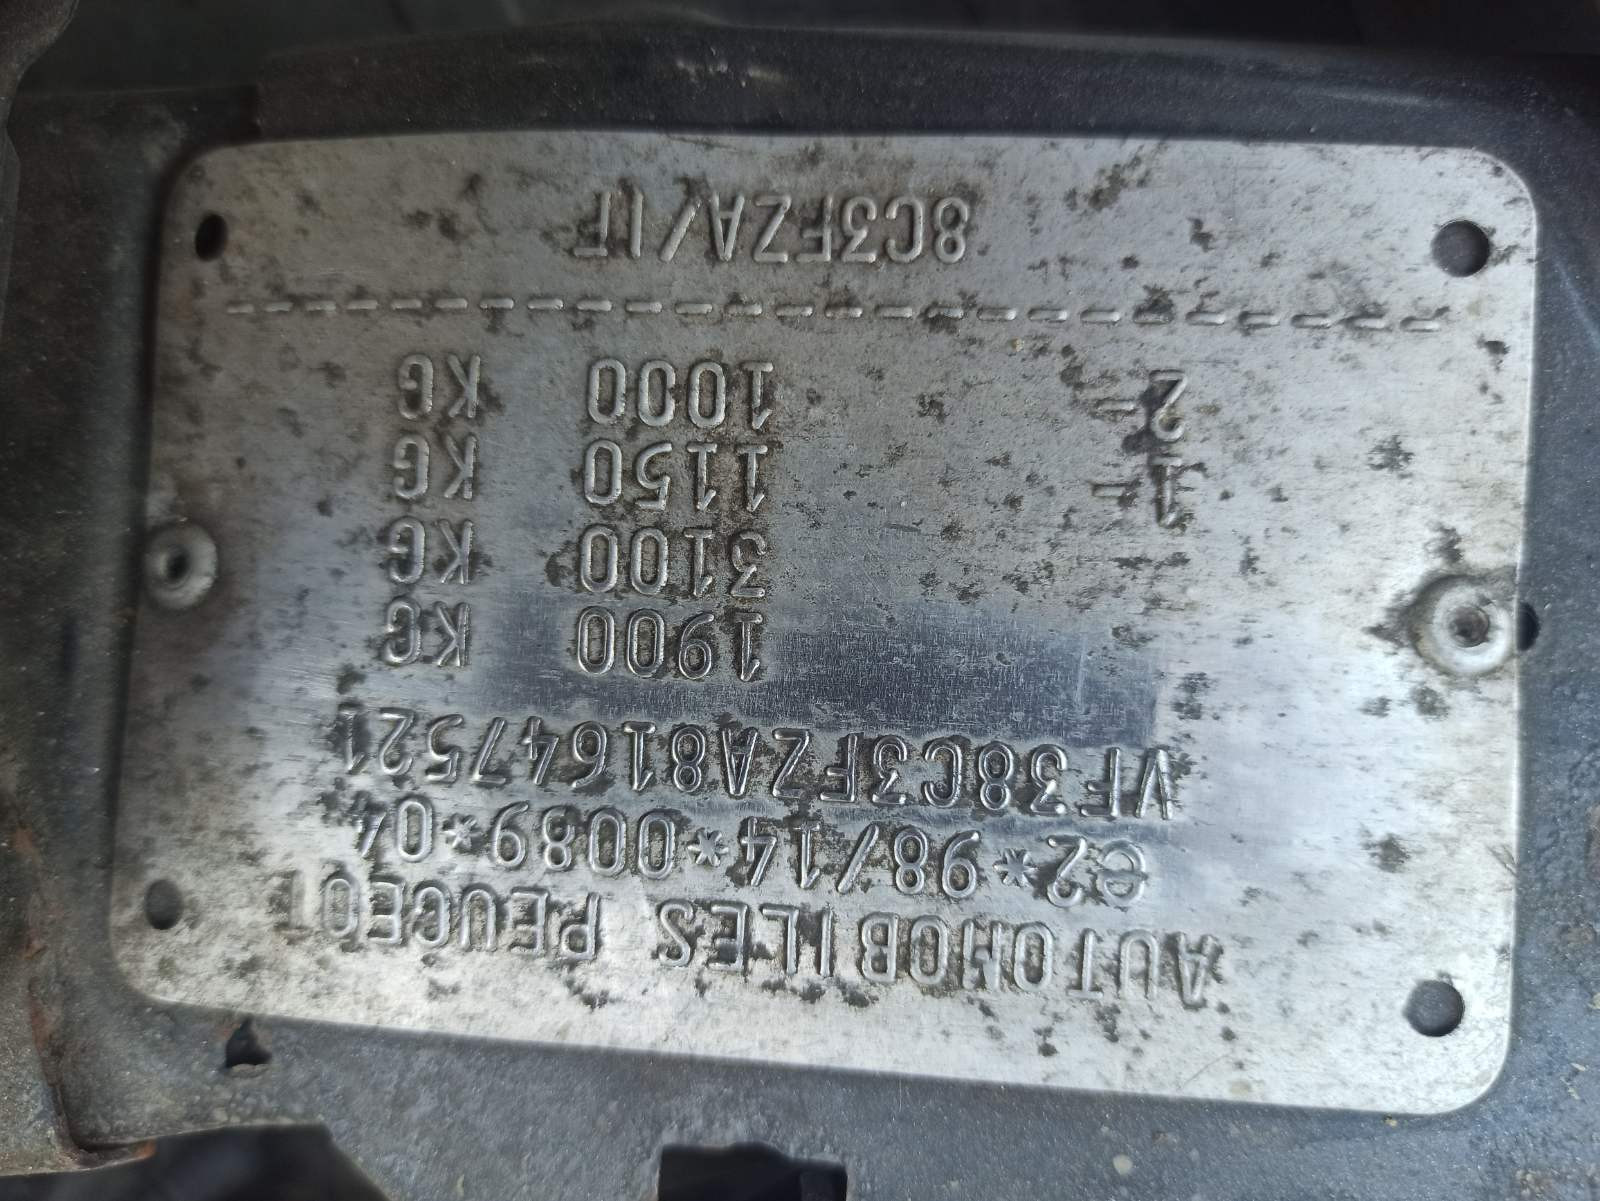 AUTOMOBILES PEUGEOT
e2*98/14*0089*04
VF38C3FZA81647521
1900 KG
3100 KG
1- 1150 KG
2- 1000 KG
8C3FZA/IF